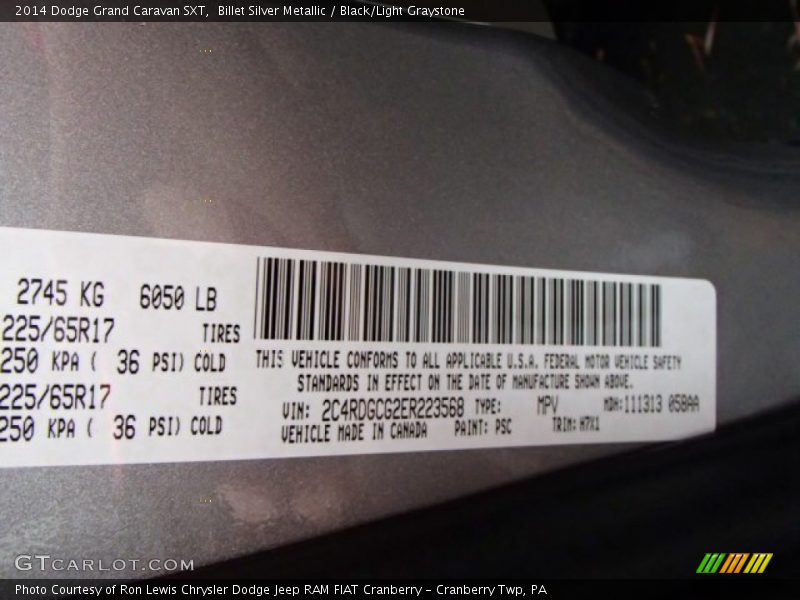 2014 Dodge Grand Caravan SXT,  Billet Silver Metallic / Black/Light Graystone
2745 KG 6050 LB
225/65R17 TIRES
250 KPA ( 36 PSI) COLD
225/65R17 TIRES
250 KPA ( 36 PSI) COLD
THIS VEHICLE CONFORMS TO ALL APPLICABLE U.S.A. FEDERAL MOTOR VEHICLE SAFETY
STANDARDS IN EFFECT ON THE DATE OF MANUFACTURE SHOWN ABOVE.
VIN: 2C4RDGCG2ER223568 TYPE: MPV MDH:111313 058AA
VEHICLE MADE IN CANADA PAINT: PSC TRIM: H7X1
GTCARLOT.COM
Photo Courtesy of Ron Lewis Chrysler Dodge Jeep RAM FIAT Cranberry – Cranberry Twp, PA